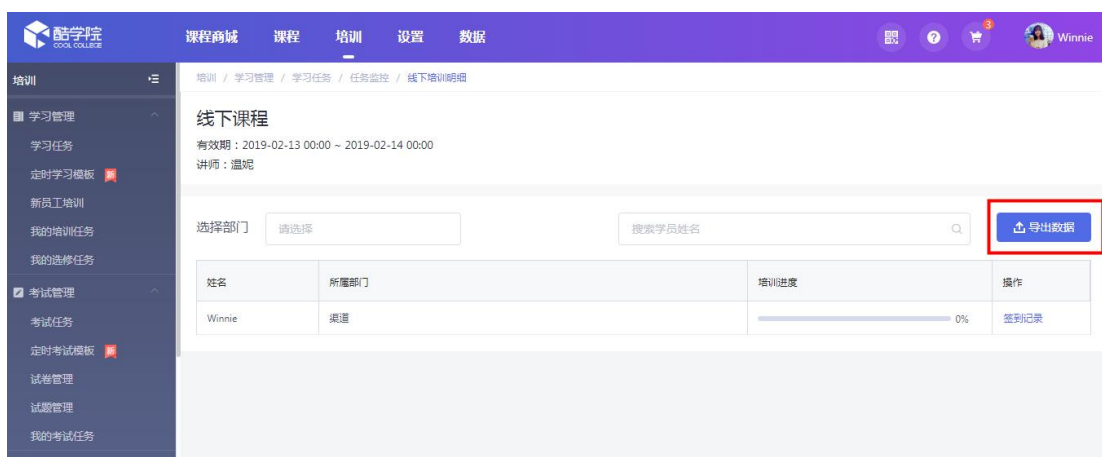 酷学院
COOL COLLEGE
课程商城 课程 培训 设置 数据
3
Winnie
培训
培训 / 学习管理 / 学习任务 / 任务监控 / 线下培训明细
学习管理
学习任务
定时学习模板 新
新员工培训
我的培训任务
我的选修任务
考试管理
考试任务
定时考试模板 新
试卷管理
试题管理
我的考试任务
线下课程
有效期：2019-02-13 00:00 ~ 2019-02-14 00:00
讲师：温妮
选择部门 请选择 搜索学员姓名 导出数据
姓名 所属部门 培训进度 操作
Winnie 渠道 0% 签到记录